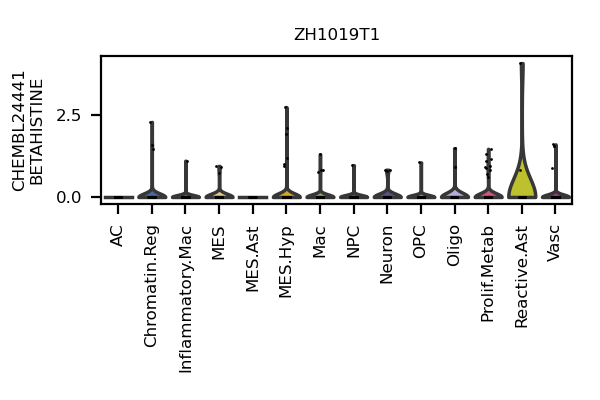 ZH1019T1
CHEMBL24441
BETAHISTINE
2.5
0.0
AC
Chromatin.Reg
Inflammatory.Mac
MES
MES.Ast
MES.Hyp
Mac
NPC
Neuron
OPC
Oligo
Prolif.Metab
Reactive.Ast
Vasc